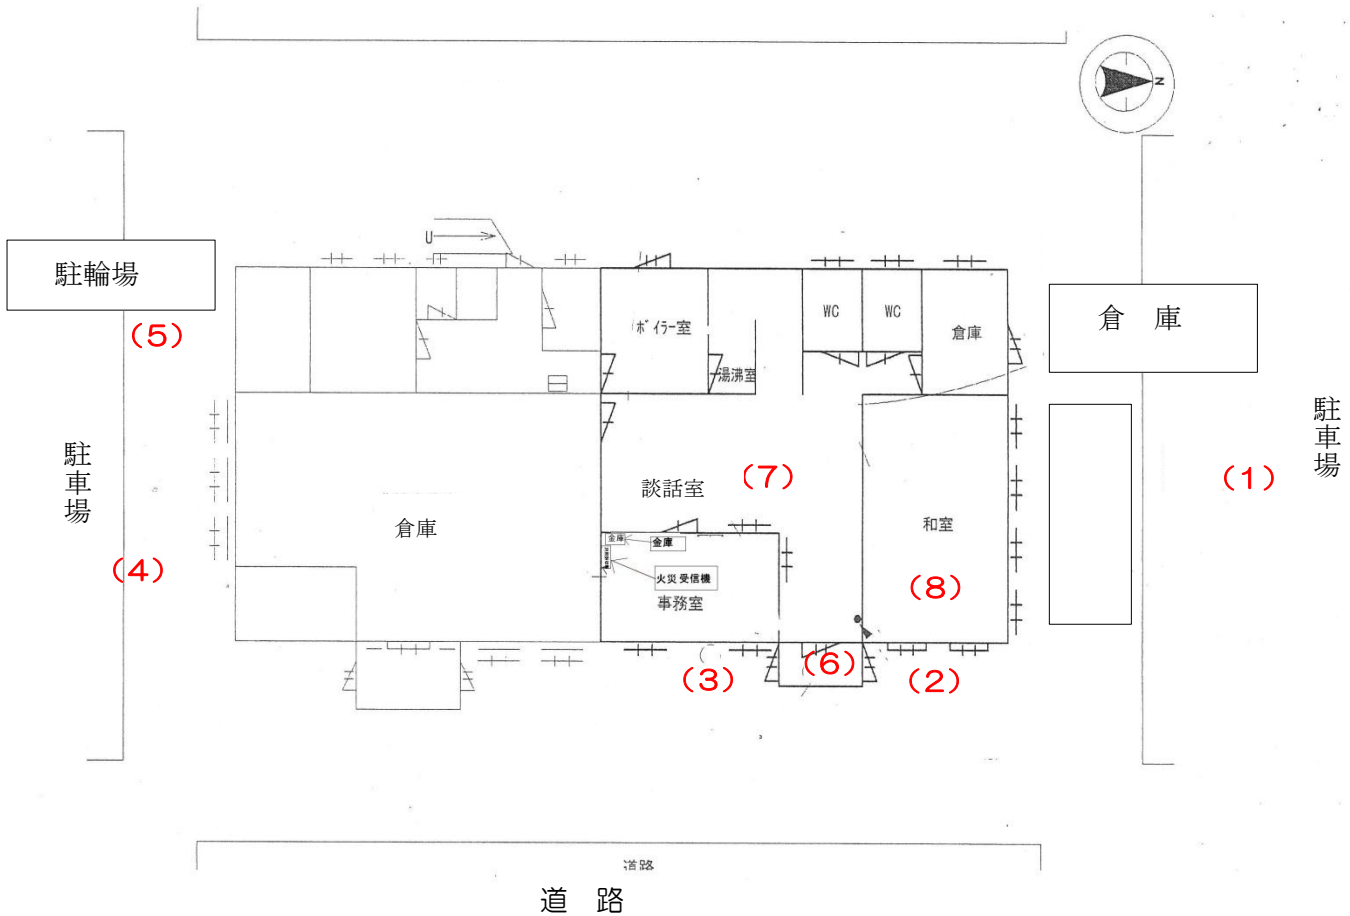 N
U
駐輪場
(5)
ボイラー室
湯沸室
WC
WC
倉庫
倉　庫
駐車場
駐車場
(1)
(7)
談話室
倉庫
和室
(4)
金庫
金庫
火災受信機
事務室
(8)
(3)
(6)
(2)
道路
道　路